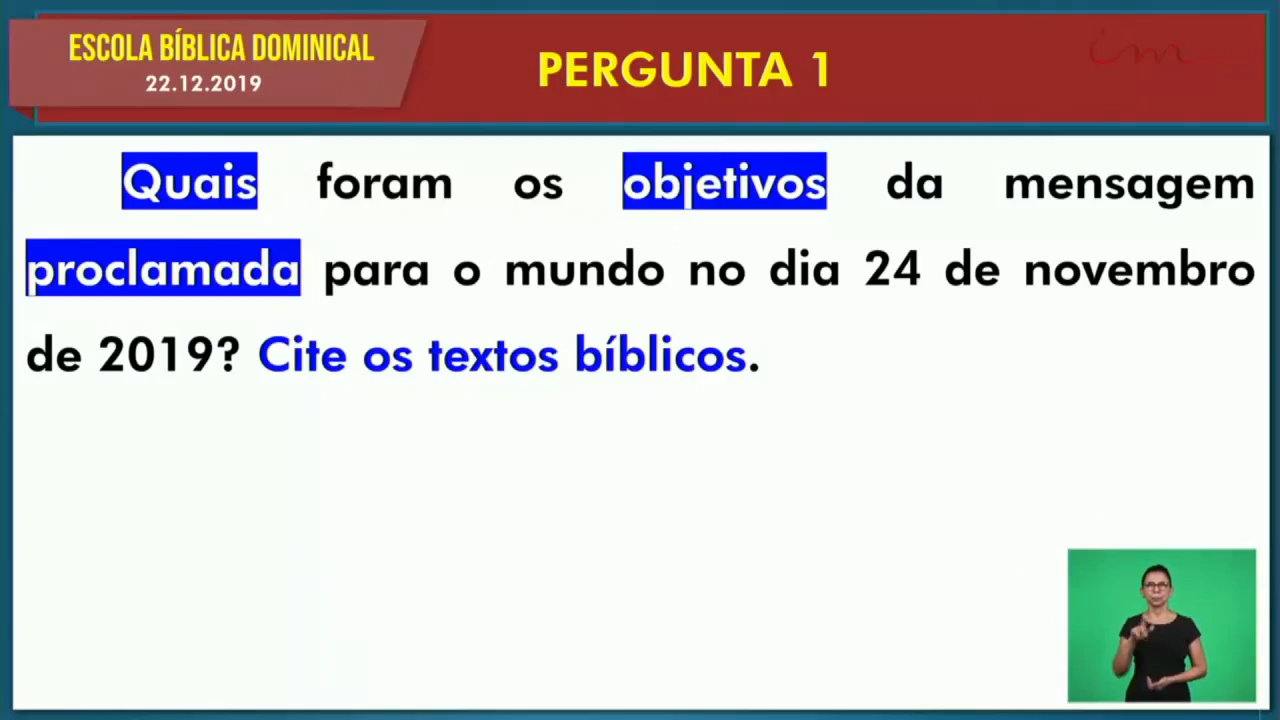 ESCOLA BÍBLICA DOMINICAL
22.12.2019
PERGUNTA 1
im
Quais foram os objetivos da mensagem
proclamada para o mundo no dia 24 de novembro
de 2019? Cite os textos bíblicos.